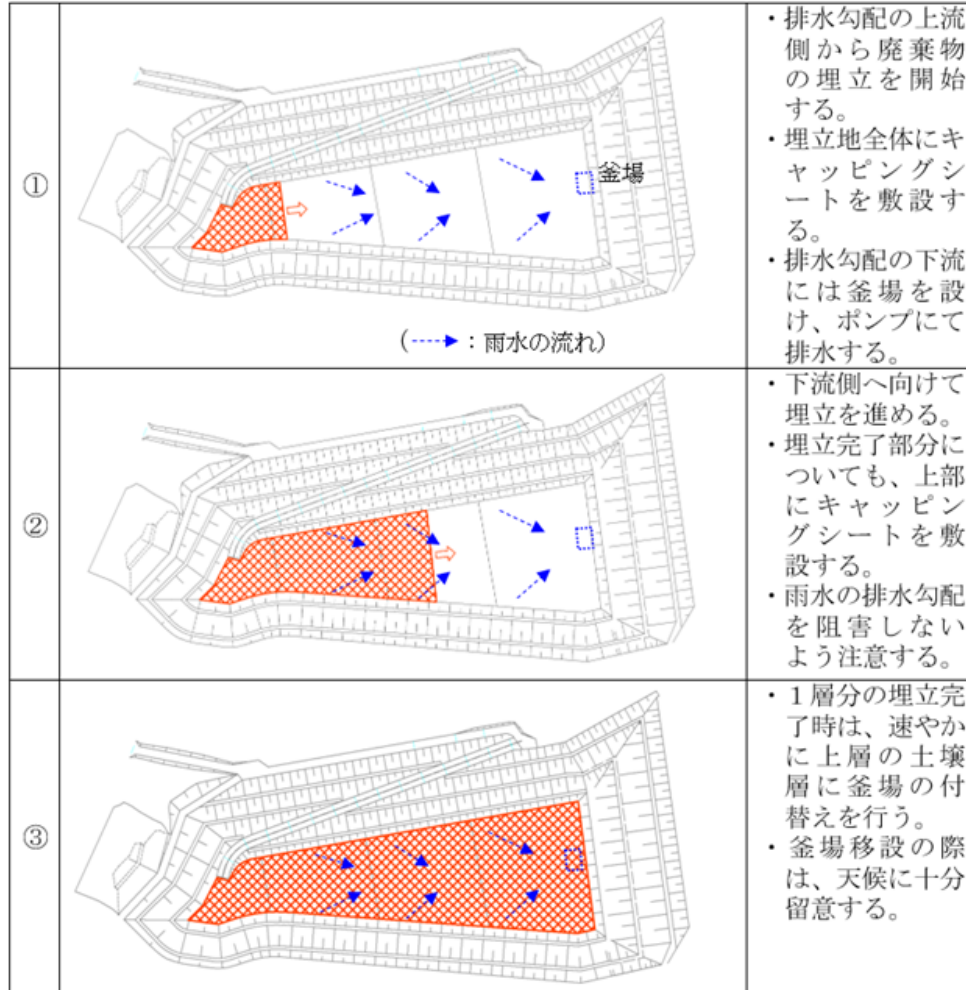 ①
釜場
(　：雨水の流れ)
・排水勾配の上流
側から廃棄物
の埋立を開始
する。
・埋立地全体にキ
ャッピングシ
ートを敷設す
る。
・排水勾配の下流
には釜場を設
け、ポンプにて
排水する。
②
・下流側へ向けて
埋立を進める。
・埋立完了部分に
ついても、上部
にキャッピン
グシートを敷
設する。
・雨水の排水勾配
を阻害しない
よう注意する。
③
・１層分の埋立完
了時は、速やか
に上層の土壌
層に釜場の付
替えを行う。
・釜場移設の際
は、天候に十分
留意する。